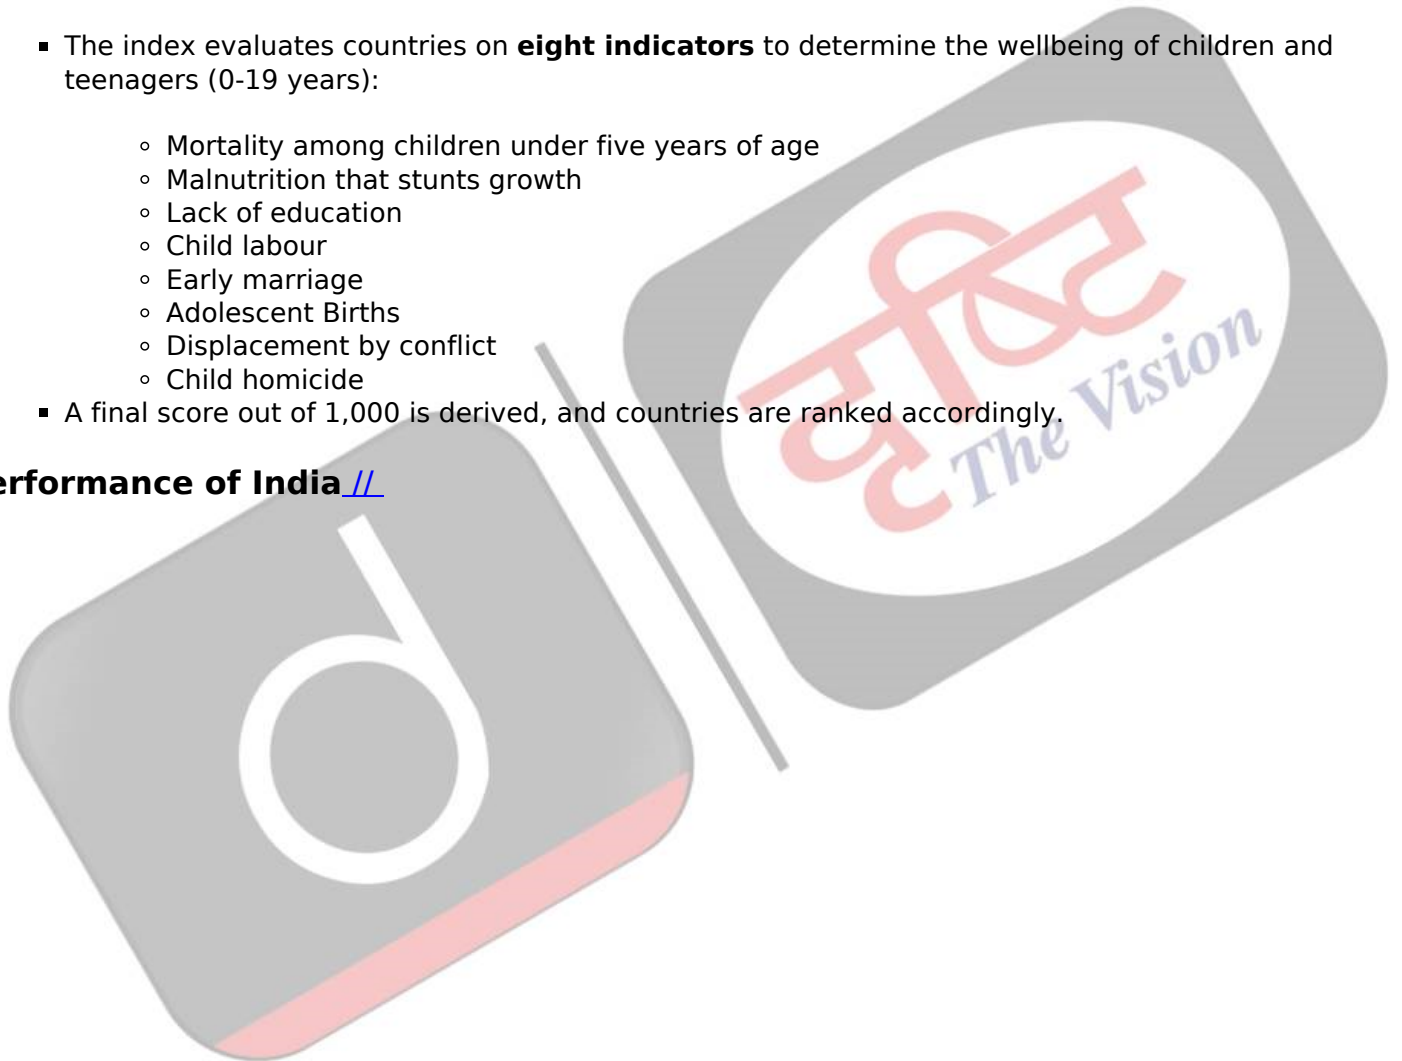 ▪ The index evaluates countries on eight indicators to determine the wellbeing of children and
teenagers (0-19 years):
◦ Mortality among children under five years of age
◦ Malnutrition that stunts growth
◦ Lack of education
◦ Child labour
◦ Early marriage
◦ Adolescent Births
◦ Displacement by conflict
◦ Child homicide
▪ A final score out of 1,000 is derived, and countries are ranked accordingly.
erformance of India //
दृष्टि
The Vision
d